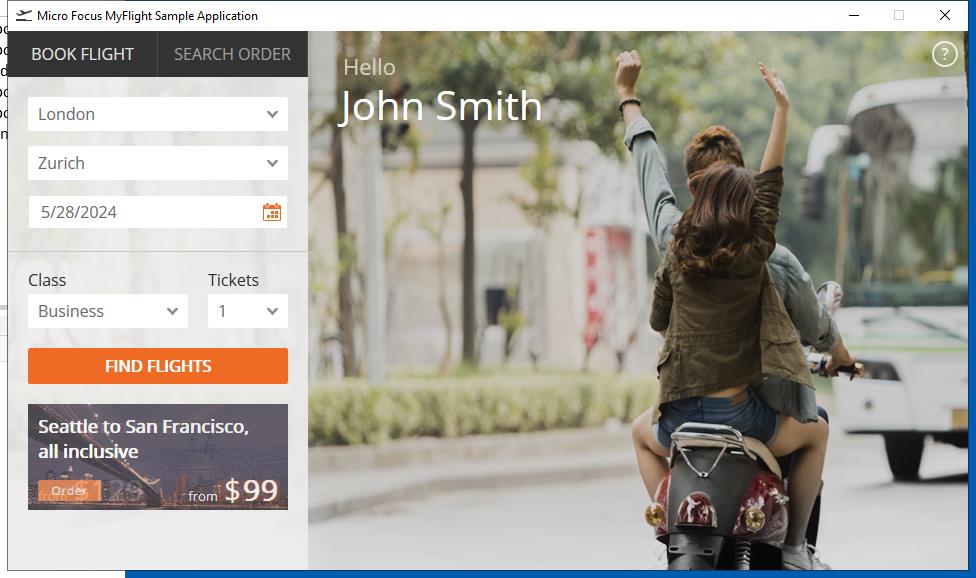 Micro Focus MyFlight Sample Application
BOOK FLIGHT
SEARCH ORDER
Hello
John Smith
?
London
Zurich
5/28/2024
Class
Tickets
Business
1
FIND FLIGHTS
Seattle to San Francisco,
all inclusive
Order
from $99